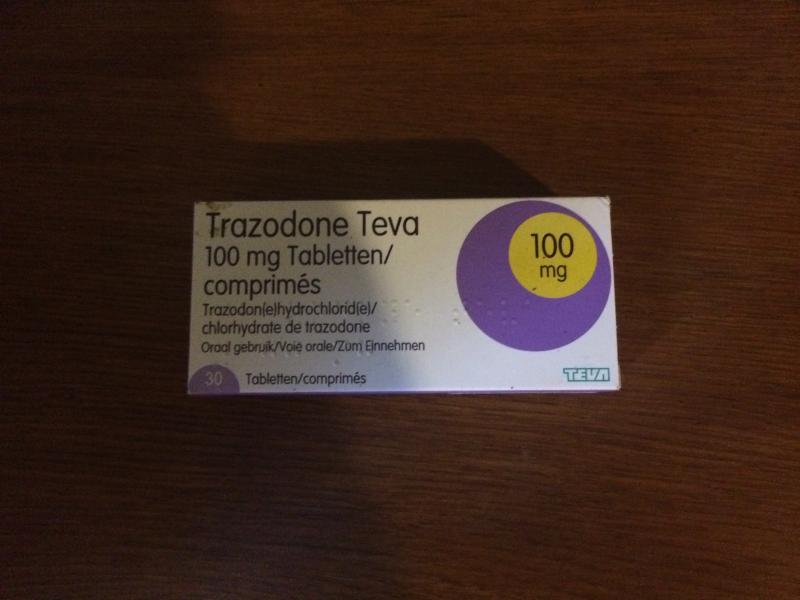 Trazodone Teva
100 mg Tabletten/
comprimés
Trazodon(e)hydrochlorid(e)/
chlorhydrate de trazodone
Oraal gebruik/Voie orale/Zum Einnehmen
30 Tabletten/comprimés
100
mg
TEVA